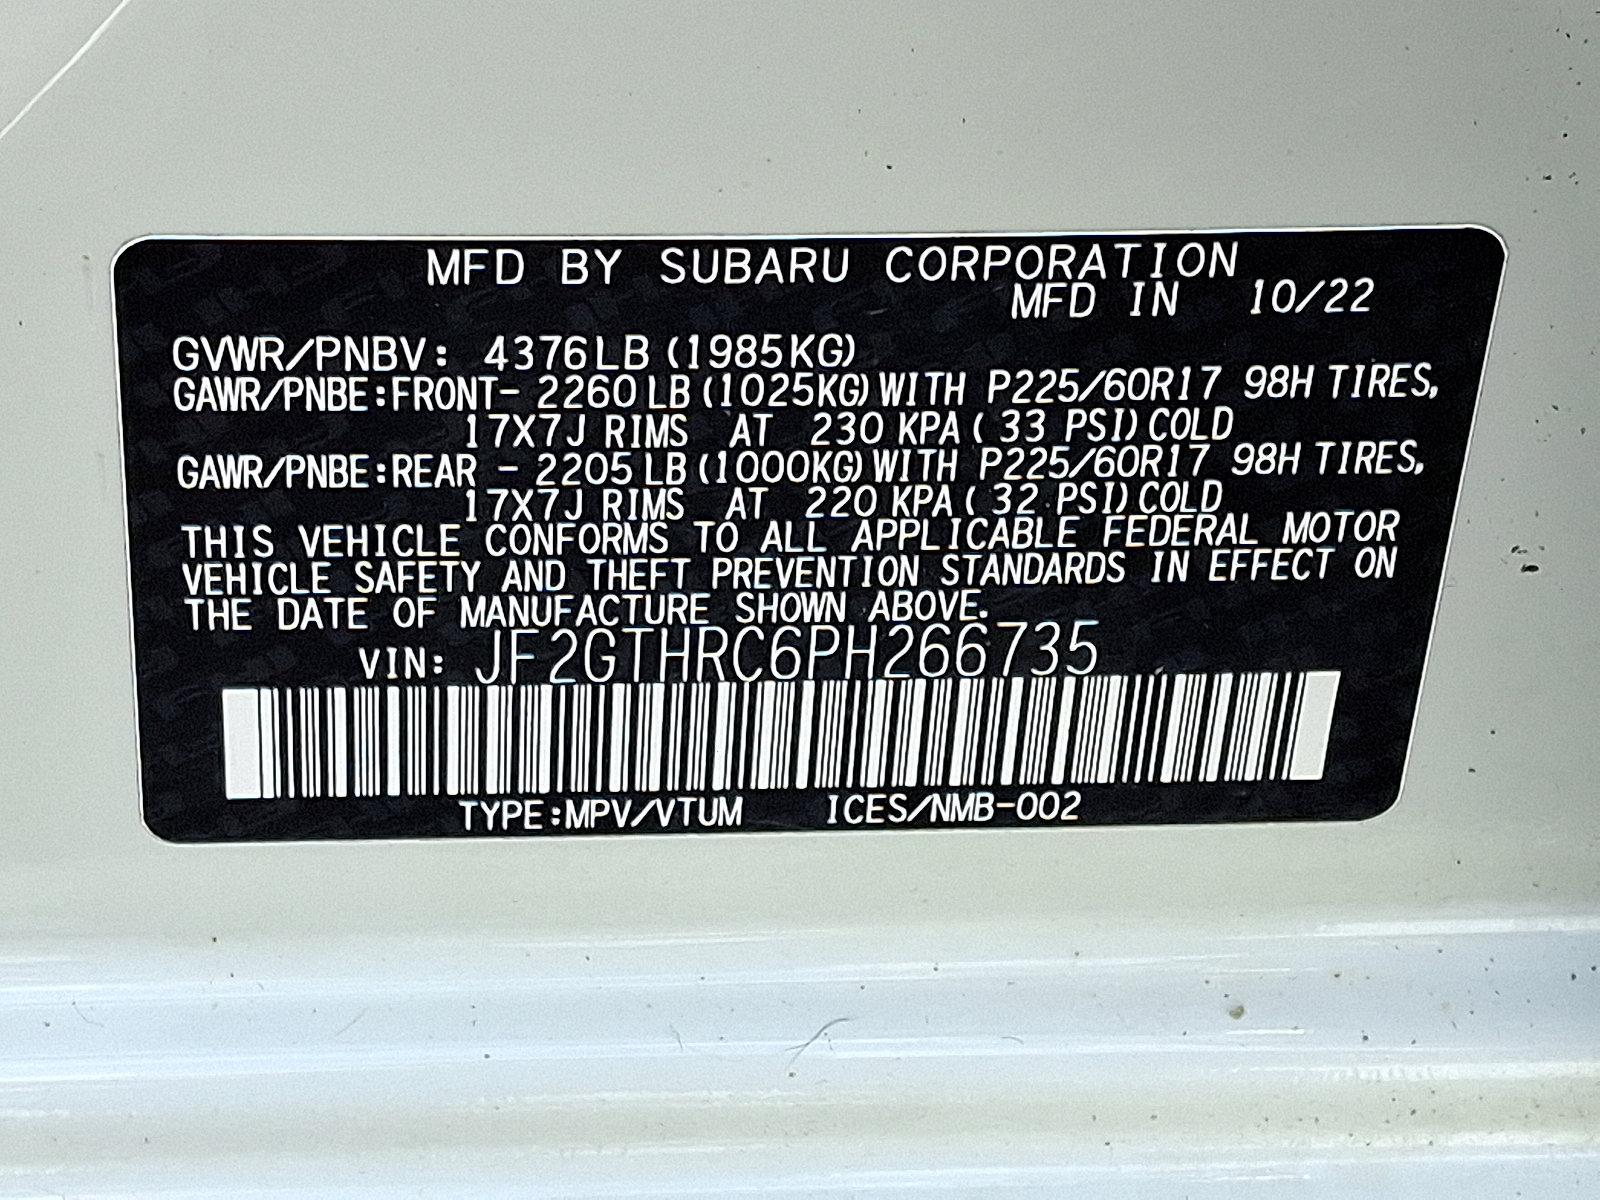 MFD BY SUBARU CORPORATION
MFD IN 10/22
GVWR/PNBV: 4376LB (1985KG)
GAWR/PNBE:FRONT- 2260 LB (1025KG) WITH P225/60R17 98H TIRES,
17X7J RIMS AT 230 KPA ( 33 PSI) COLD
GAWR/PNBE:REAR - 2205 LB (1000KG) WITH P225/60R17 98H TIRES,
17X7J RIMS AT 220 KPA ( 32 PSI) COLD
THIS VEHICLE CONFORMS TO ALL APPLICABLE FEDERAL MOTOR
VEHICLE SAFETY AND THEFT PREVENTION STANDARDS IN EFFECT ON
THE DATE OF MANUFACTURE SHOWN ABOVE.
VIN: JF2GTHRC6PH266735
TYPE:MPV/VTUM ICES/NMB-002